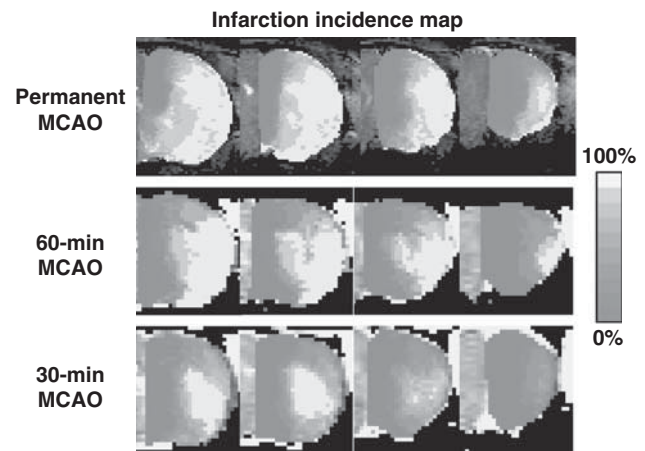 Infarction incidence map
Permanent
MCAO
100%
60-min
MCAO
0%
30-min
MCAO